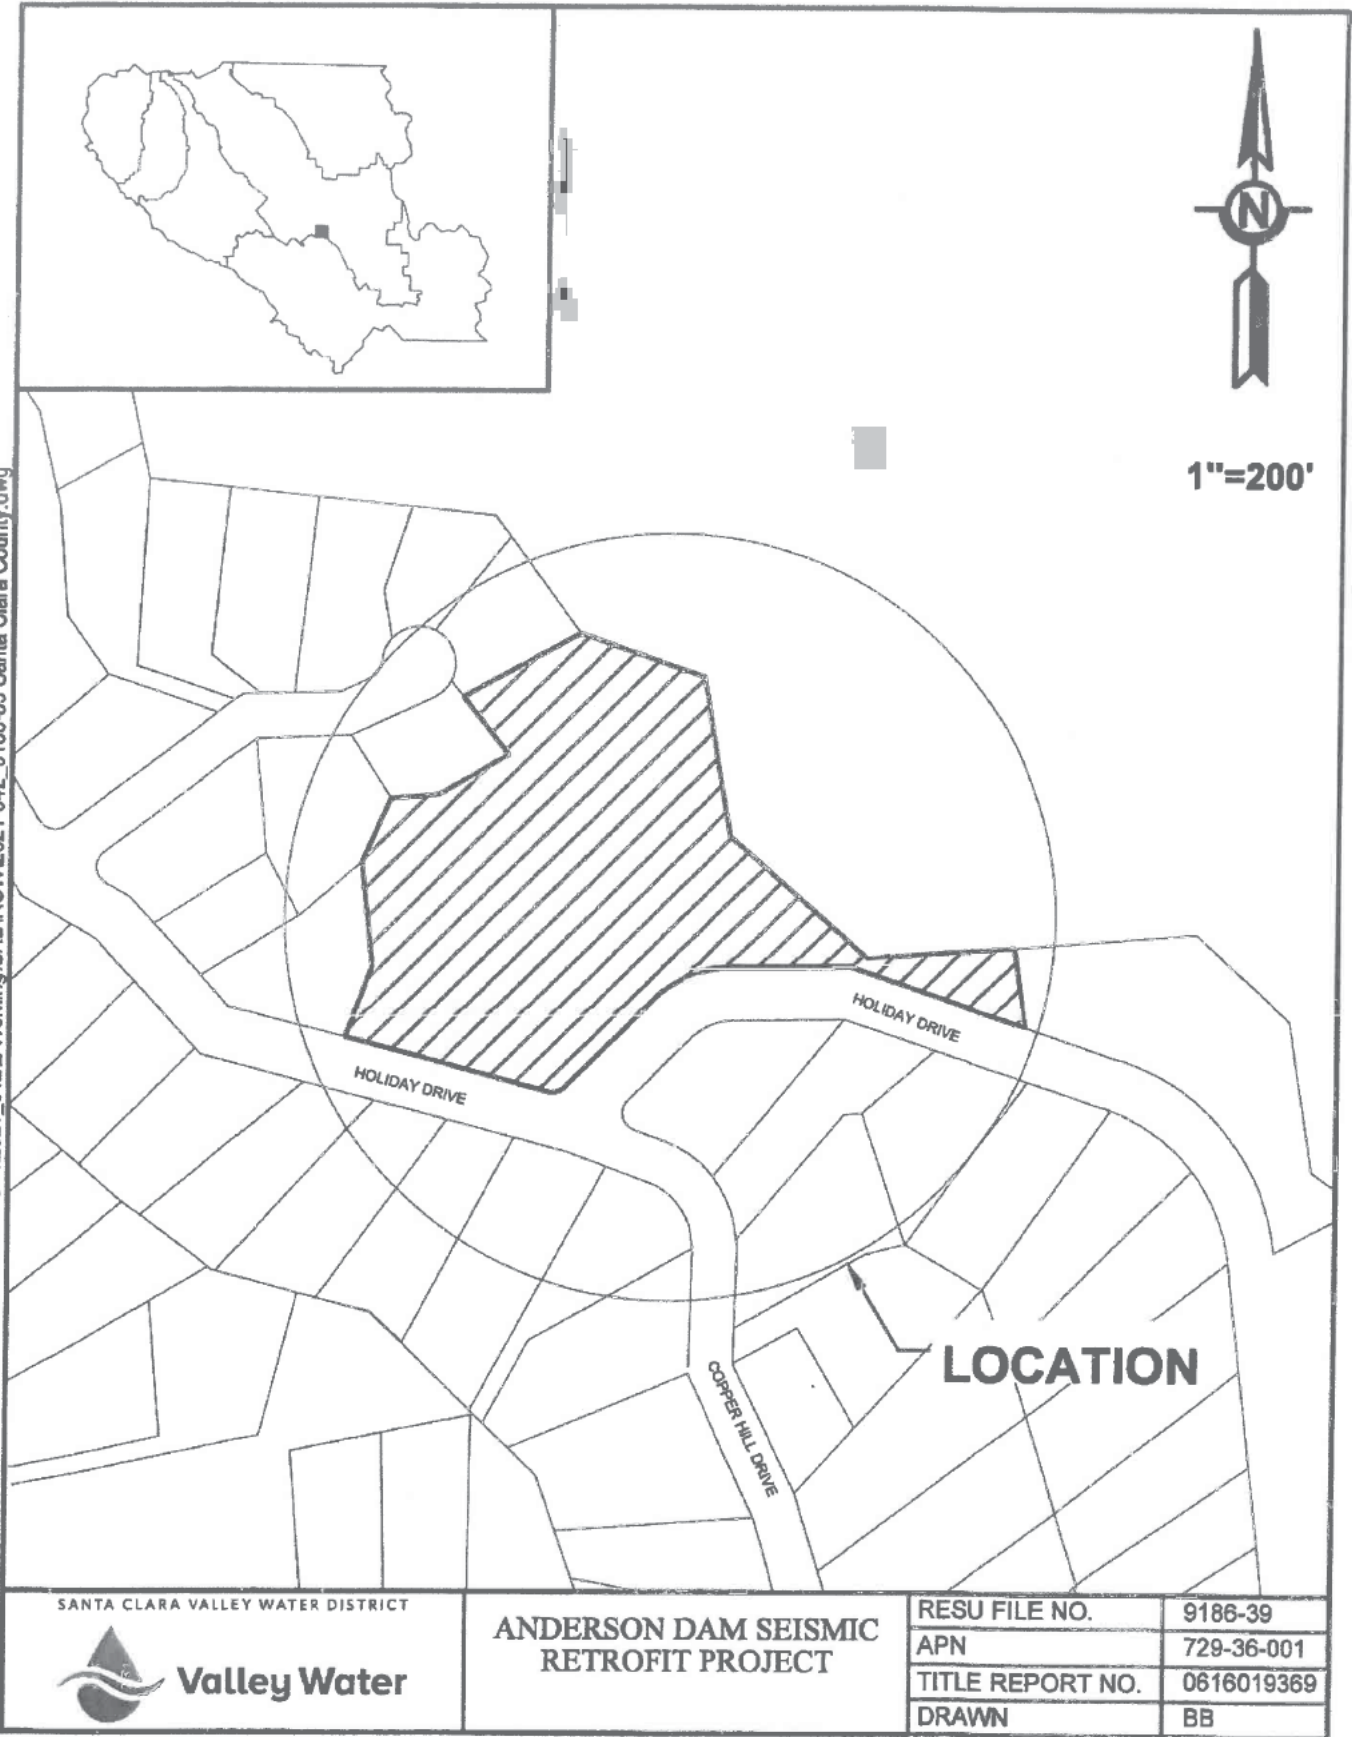 N
1"=200'
HOLIDAY DRIVE
HOLIDAY DRIVE
LOCATION
COPPER HILL DRIVE
SANTA CLARA VALLEY WATER DISTRICT
Valley Water
ANDERSON DAM SEISMIC
RETROFIT PROJECT
RESU FILE NO. 9186-39
APN 729-36-001
TITLE REPORT NO. 0616019369
DRAWN BB